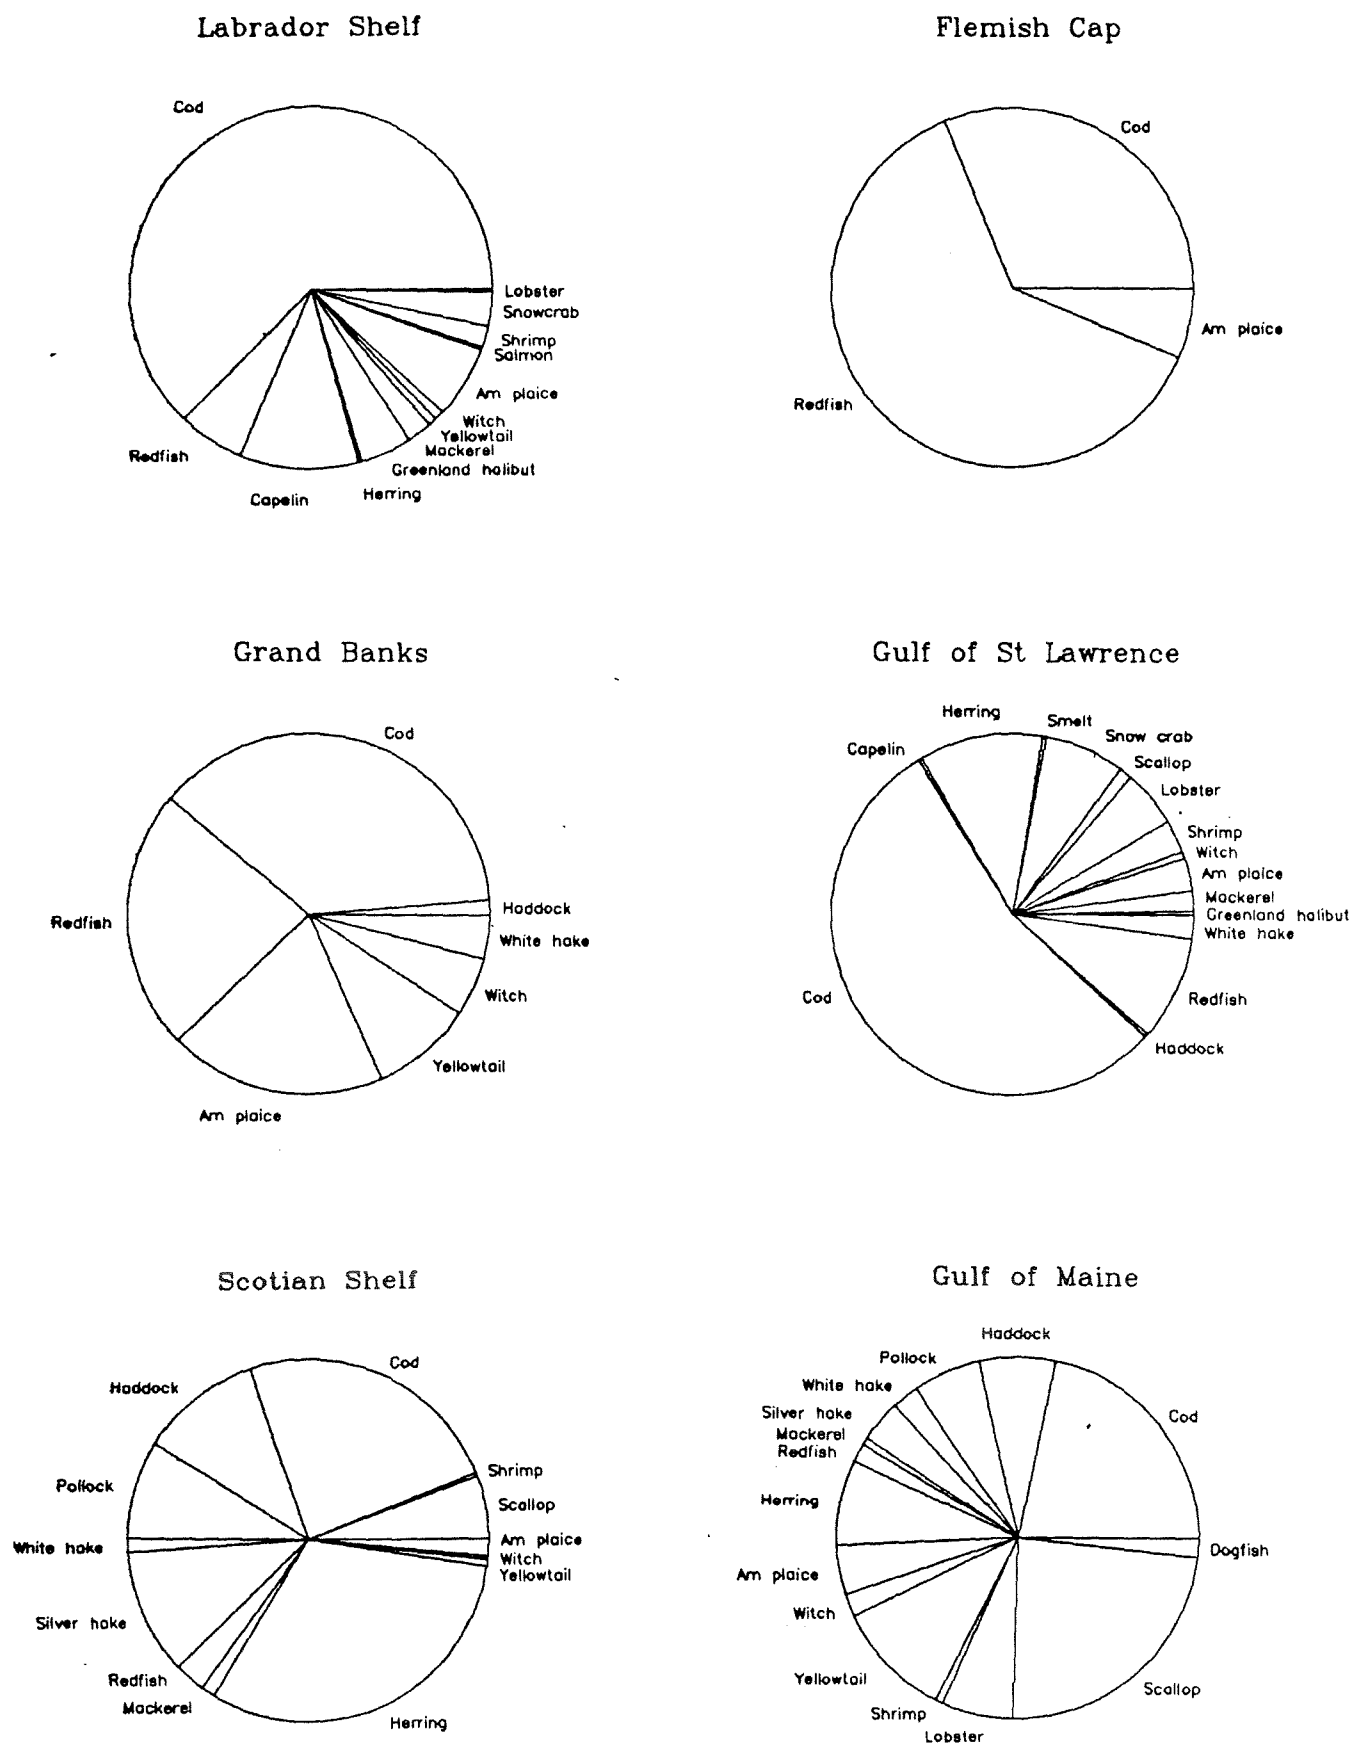 Labrador Shelf
Cod
Lobster
Snowcrab
Shrimp
Salmon
Am plaice
Witch
Yellowtail
Mackerel
Greenland halibut
Herring
Capelin
Redfish
Flemish Cap
Cod
Am plaice
Redfish
Grand Banks
Cod
Haddock
White hake
Witch
Yellowtail
Am plaice
Redfish
Gulf of St Lawrence
Herring
Smelt
Snow crab
Capelin
Scallop
Lobster
Shrimp
Witch
Am plaice
Mackerel
Greenland halibut
White hake
Redfish
Haddock
Cod
Scotian Shelf
Cod
Haddock
Shrimp
Pollock
Scallop
Am plaice
White hake
Witch
Yellowtail
Silver hake
Redfish
Mackerel
Herring
Gulf of Maine
Haddock
Pollock
White hake
Silver hake
Cod
Mackerel
Redfish
Herring
Dogfish
Am plaice
Witch
Yellowtail
Scallop
Shrimp
Lobster